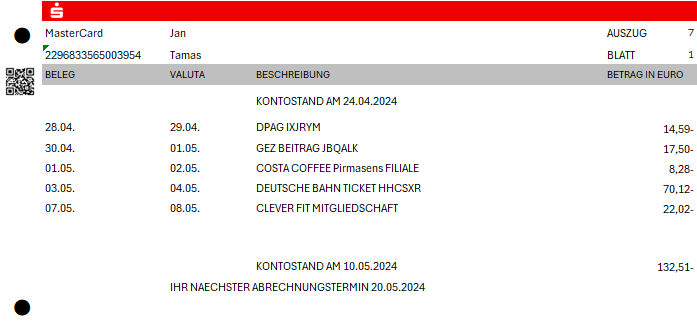 MasterCard Jan AUSZUG 7
2296833565003954 Tamas BLATT 1
BELEG VALUTA BESCHREIBUNG BETRAG IN EURO
KONTOSTAND AM 24.04.2024
28.04. 29.04. DPAG IXJRYM 14,59-
30.04. 01.05. GEZ BEITRAG JBQALK 17,50-
01.05. 02.05. COSTA COFFEE Pirmasens FILIALE 8,28-
03.05. 04.05. DEUTSCHE BAHN TICKET HHCSXR 70,12-
07.05. 08.05. CLEVER FIT MITGLIEDSCHAFT 22,02-
KONTOSTAND AM 10.05.2024 132,51-
IHR NAECHSTER ABRECHNUNGSTERMIN 20.05.2024